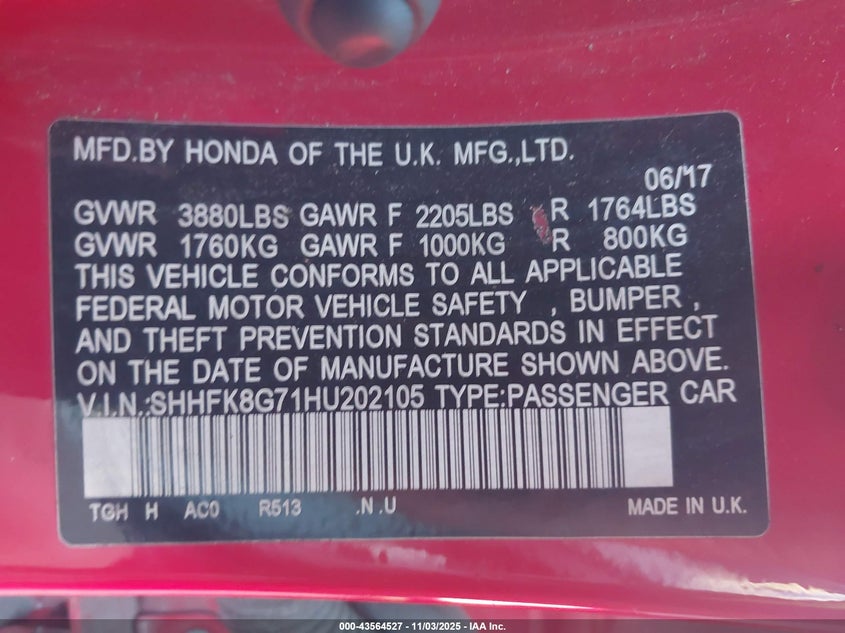 MFD.BY HONDA OF THE U.K. MFG.,LTD.
06/17
GVWR 3880LBS GAWR F 2205LBS R 1764LBS
GVWR 1760KG GAWR F 1000KG R 800KG
THIS VEHICLE CONFORMS TO ALL APPLICABLE
FEDERAL MOTOR VEHICLE SAFETY , BUMPER ,
AND THEFT PREVENTION STANDARDS IN EFFECT
ON THE DATE OF MANUFACTURE SHOWN ABOVE.
V.I.N.:SHHFK8G71HU202105 TYPE:PASSENGER CAR
TGH H AC0 R513 .N .U
MADE IN U.K.
000-43564527 - 11/03/2025 - IAA Inc.